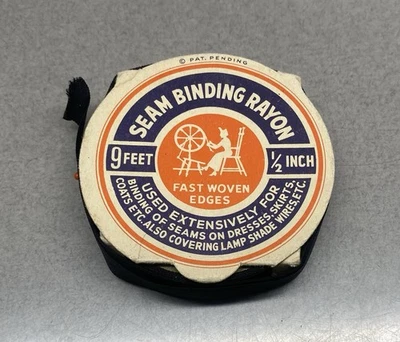 © PAT. PENDING
SEAM BINDING RAYON
9 FEET
1/2 INCH
FAST WOVEN
EDGES
USED EXTENSIVELY FOR
BINDING OF SEAMS ON DRESSES, SKIRTS,
COATS ETC. ALSO COVERING LAMP SHADE WIRES, ETC.